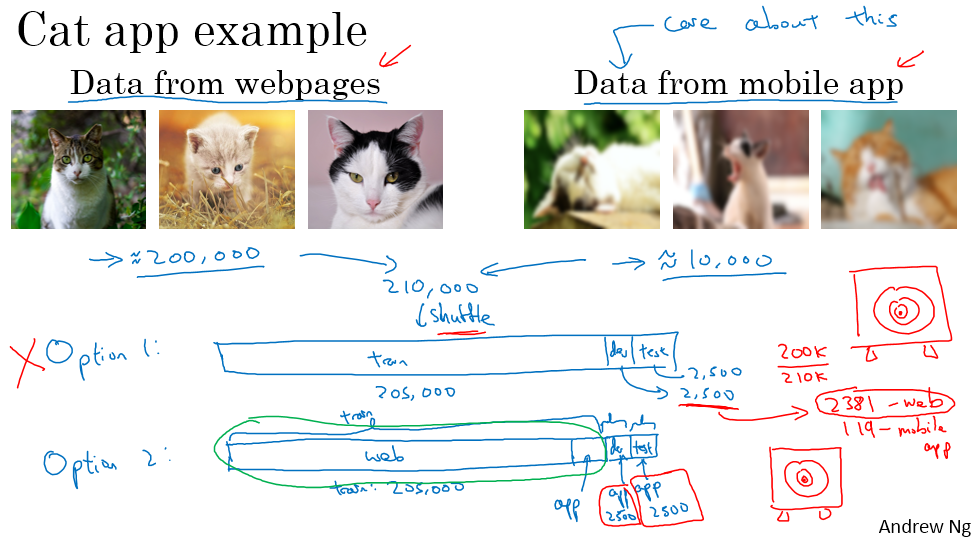 Cat app example
care about this
Data from webpages
Data from mobile app
≈200,000
≈10,000
210,000
shuffle
Option 1:
train
dev
test
2,500
2,500
205,000
200K
210K
2381 - web
119 - mobile
app
train
Option 2:
web
dev
test
train: 205,000
app
app
2500
app
2500
Andrew Ng